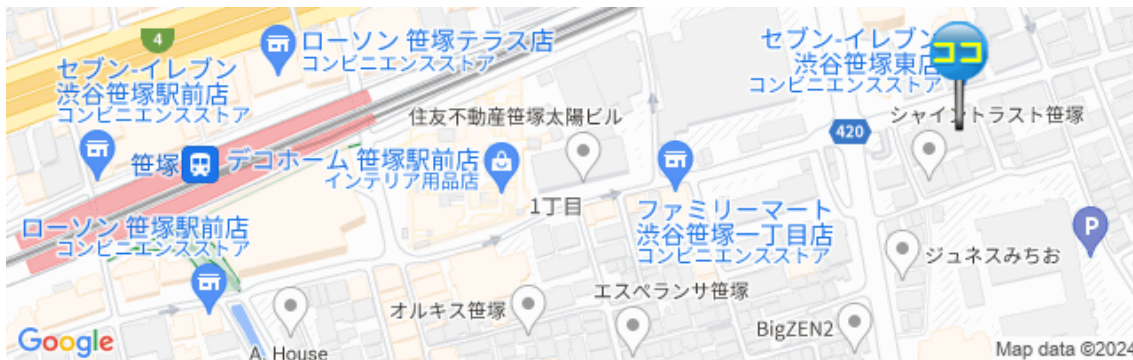 4
ローソン 笹塚テラス店
コンビニエンスストア
セブン-イレブン
渋谷笹塚東店
コンビニエンスストア
ココ
セブン-イレブン
渋谷笹塚駅前店
コンビニエンスストア
住友不動産笹塚太陽ビル
420
シャイントラスト笹塚
笹塚
デコホーム 笹塚駅前店
インテリア用品店
1丁目
ファミリーマート
渋谷笹塚一丁目店
コンビニエンスストア
P
ローソン 笹塚駅前店
コンビニエンスストア
ジュネスみちお
オルキス笹塚
エスペランサ笹塚
BigZEN2
Google
A. House
Map data ©2024